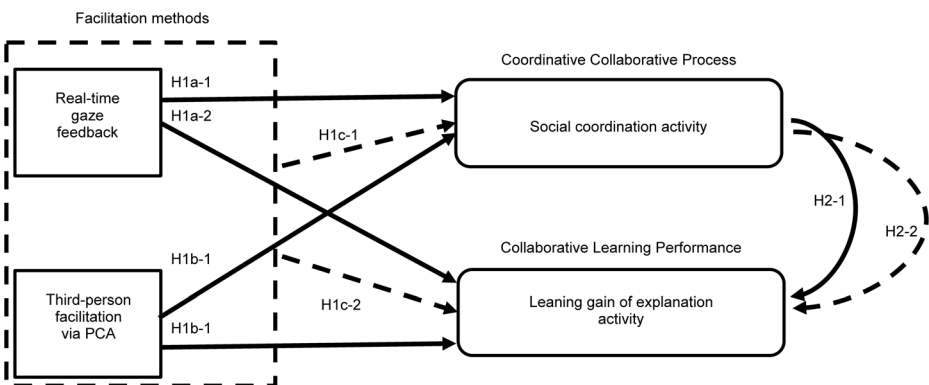 Facilitation methods
Real-time
gaze
feedback
H1a-1
H1a-2
H1c-1
Coordinative Collaborative Process
Social coordination activity
H2-1
H2-2
Third-person
facilitation
via PCA
H1b-1
H1b-1
H1c-2
Collaborative Learning Performance
Leaning gain of explanation
activity